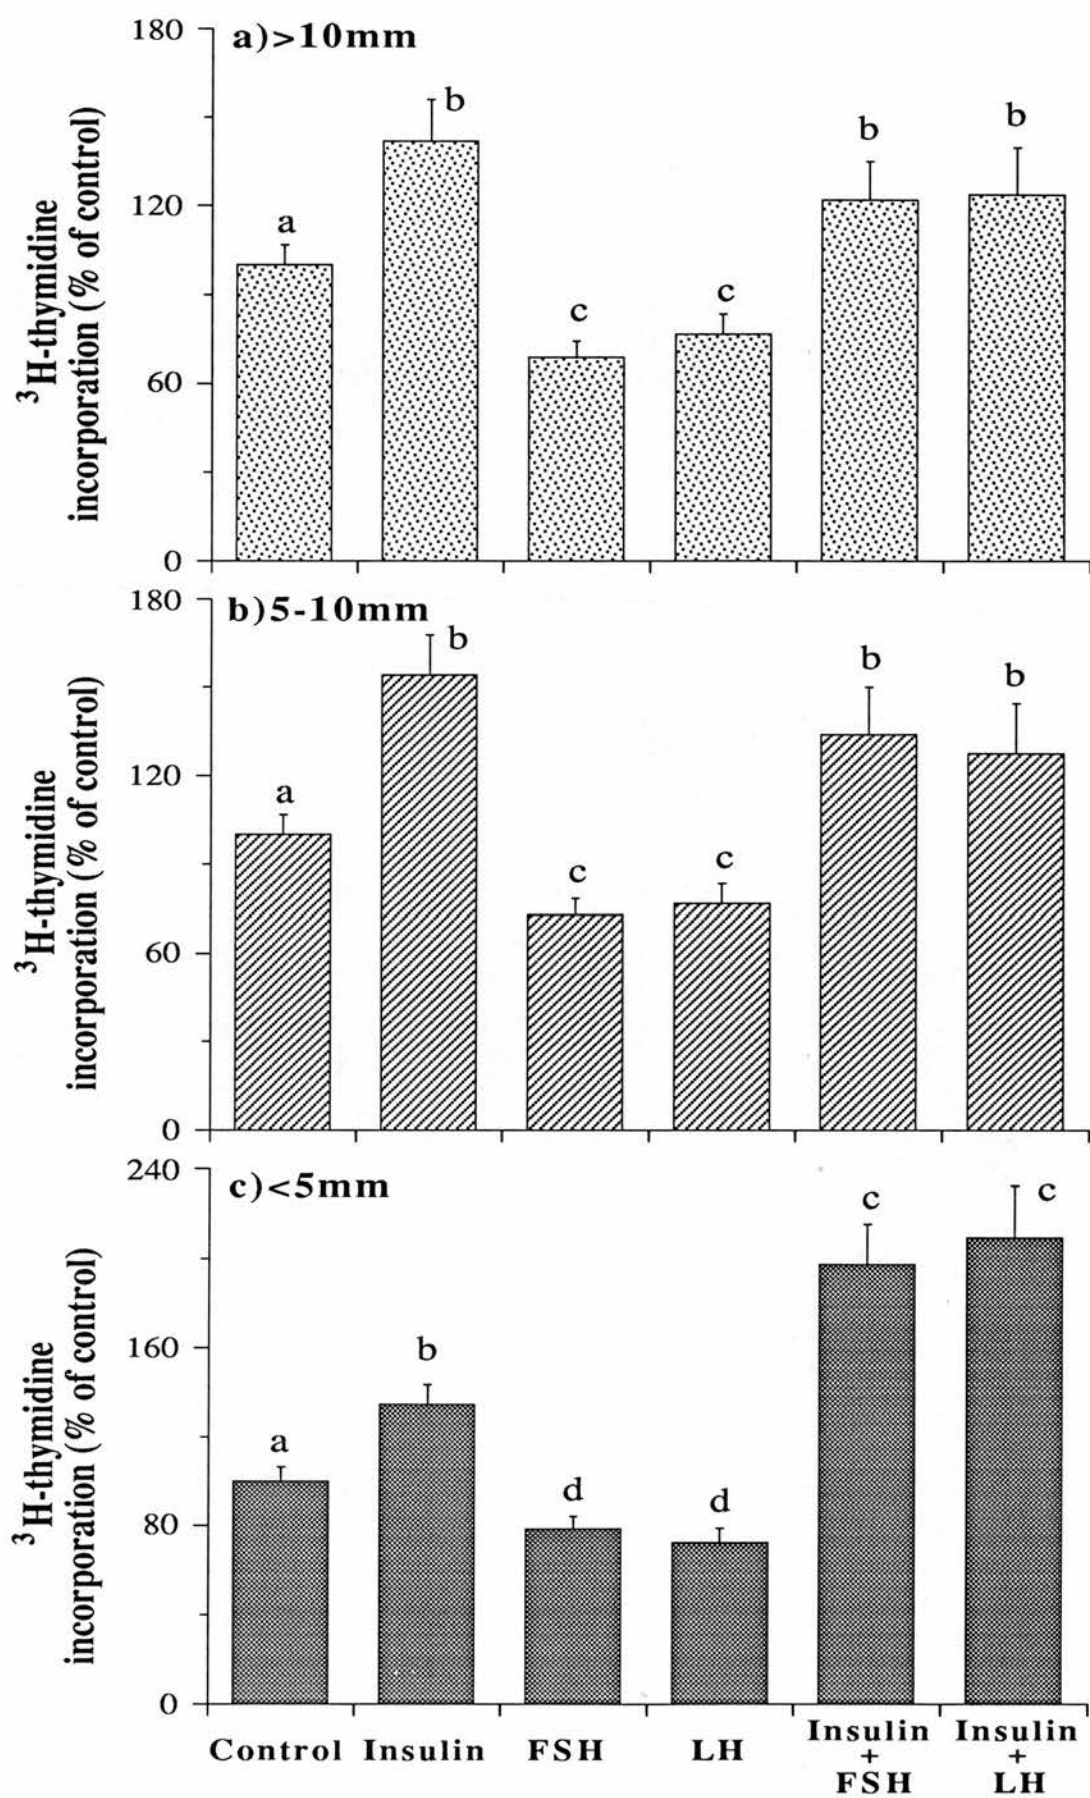 a)>10mm
180
120
60
0
³H-thymidine
incorporation (% of control)
a
b
c
c
b
b
b)5-10mm
180
120
60
0
³H-thymidine
incorporation (% of control)
a
b
c
c
b
b
c)<5mm
240
160
80
0
³H-thymidine
incorporation (% of control)
a
b
d
d
c
c
Control Insulin FSH LH Insulin + FSH Insulin + LH